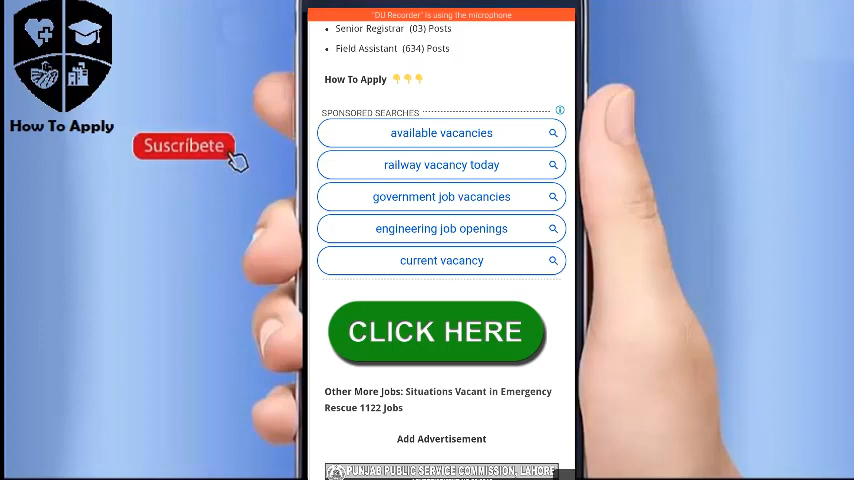 "DU Recorder" is using the microphone
Senior Registrar (03) Posts
Field Assistant (634) Posts
How To Apply 👇👇👇
SPONSORED SEARCHES
available vacancies
railway vacancy today
government job vacancies
engineering job openings
current vacancy
CLICK HERE
Other More Jobs: Situations Vacant in Emergency
Rescue 1122 Jobs
Add Advertisement
PUNJAB PUBLIC SERVICE COMMISSION, LAHORE
How To Apply
Suscríbete